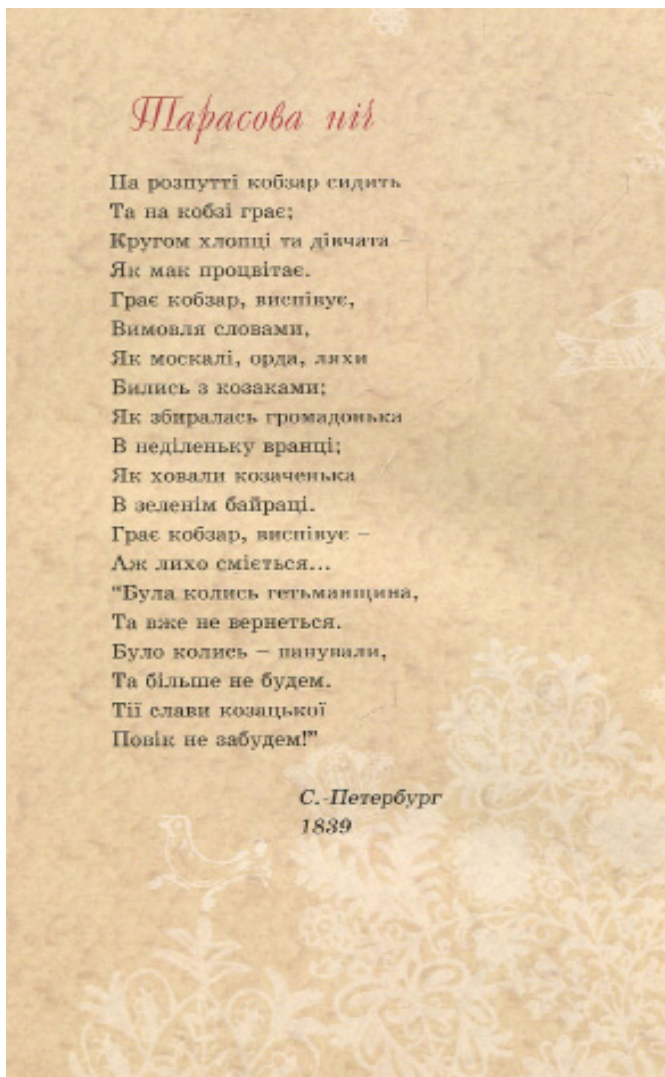 Тарасова ніч
На розпутті кобзар сидить
Та на кобзі грає;
Кругом хлопці та дівчата –
Як мак процвітає.
Грає кобзар, виспівує,
Вимовля словами,
Як москалі, орда, ляхи
Бились з козаками;
Як збиралась громадонька
В неділеньку вранці;
Як ховали козаченька
В зеленім байраці.
Грає кобзар, виспівує –
Аж лихо сміється...
“Була колись гетьманщина,
Та вже не вернеться.
Було колись – панували,
Та більше не будем.
Тії слави козацької
Повік не забудем!”
С.-Петербург
1839